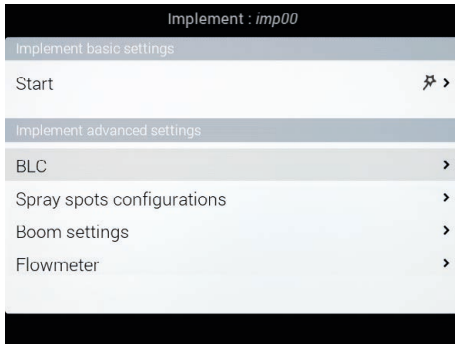 Implement : imp00
Implement basic settings
Start
Implement advanced settings
BLC
Spray spots configurations
Boom settings
Flowmeter